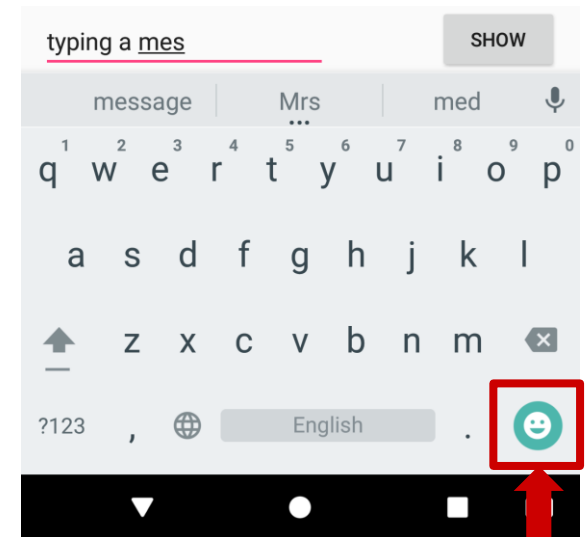 typing a mes SHOW
message Mrs med
1 2 3 4 5 6 7 8 9 0
q w e r t y u i o p
a s d f g h j k l
z x c v b n m
?123 , English .